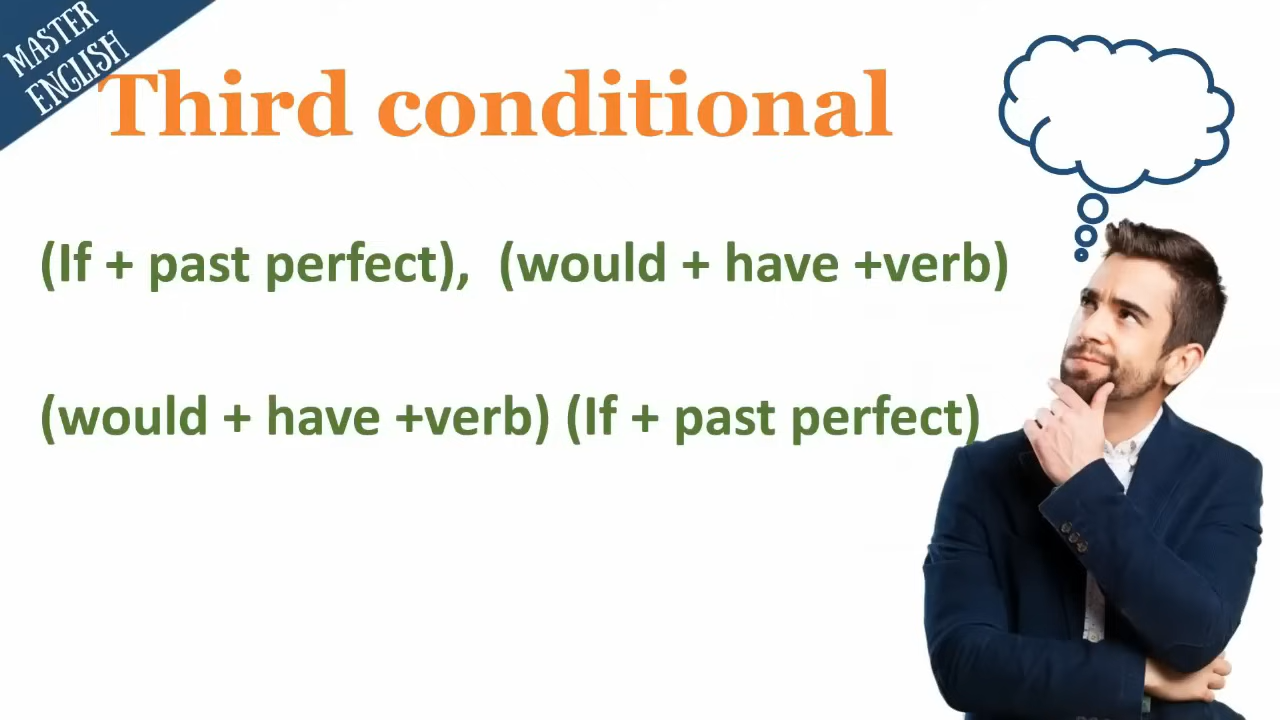 MASTER
ENGLISH
Third conditional
(If + past perfect), (would + have +verb)
(would + have +verb) (If + past perfect)